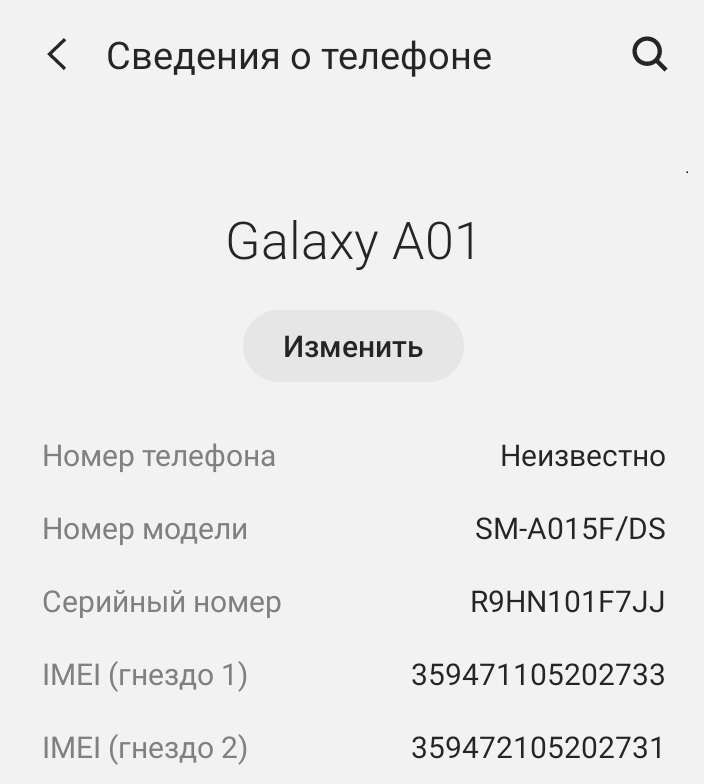 Сведения о телефоне
Galaxy A01
Изменить
Номер телефона Неизвестно
Номер модели SM-A015F/DS
Серийный номер R9HN101F7JJ
IMEI (гнездо 1) 359471105202733
IMEI (гнездо 2) 359472105202731